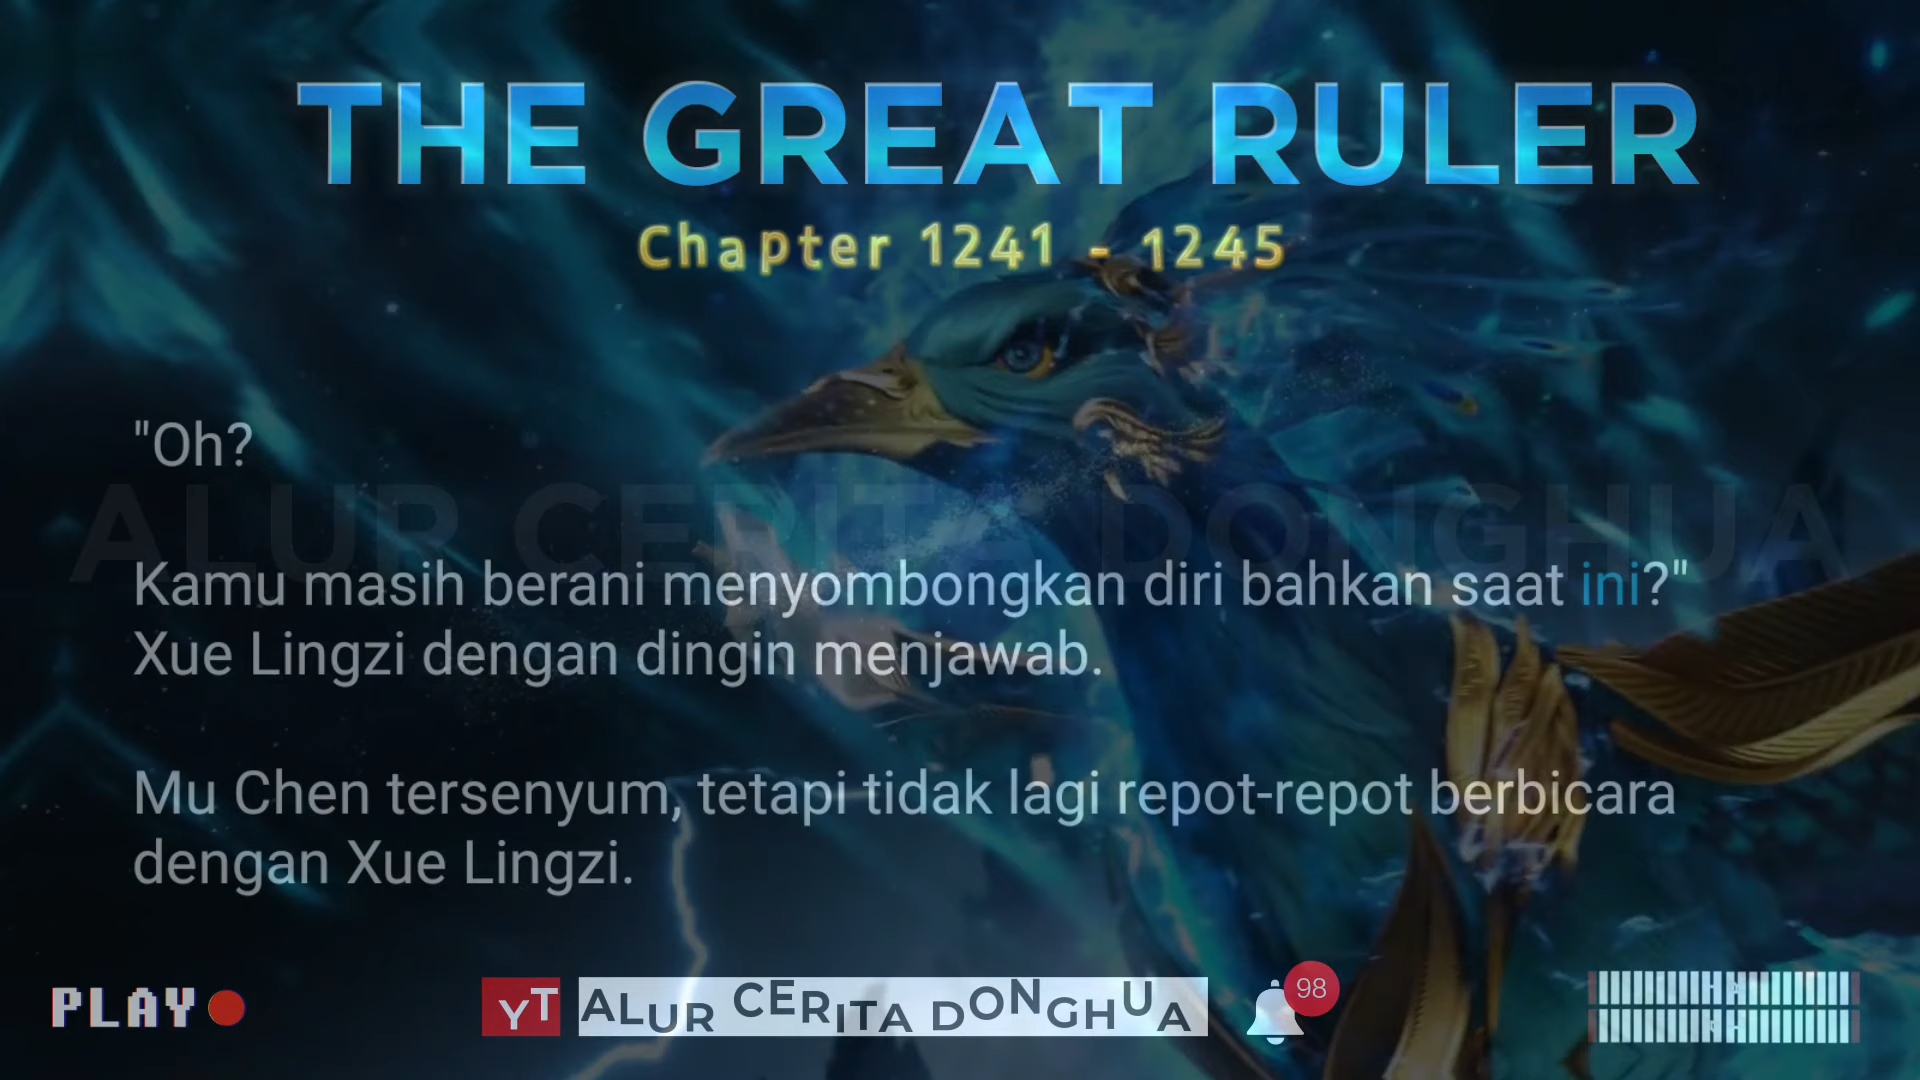 THE GREAT RULER
Chapter 1241 - 1245
"Oh?
ALUR CERITA DONGHUA
Kamu masih berani menyombongkan diri bahkan saat ini?"
Xue Lingzi dengan dingin menjawab.
Mu Chen tersenyum, tetapi tidak lagi repot-repot berbicara
dengan Xue Lingzi.
PLAY
YT ALUR CERITA DONGHUA
98